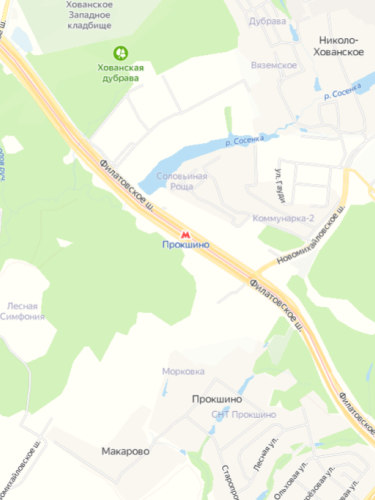 Хованское
Западное
кладбище
Дубрава
Николо-
Хованское
Хованская
дубрава
Вяземское
р. Сосенка
р. Сосенка
Филатовское ш.
Соловьиная
Роща
ул. Гауди
Коммунарка-2
Прокшино
Новомихайловское ш.
Филатовское ш.
Лесная
Симфония
Морковка
Прокшино
СНТ Прокшино
Филатовское
Макарово
Лесная ул.
Ольховая ул.